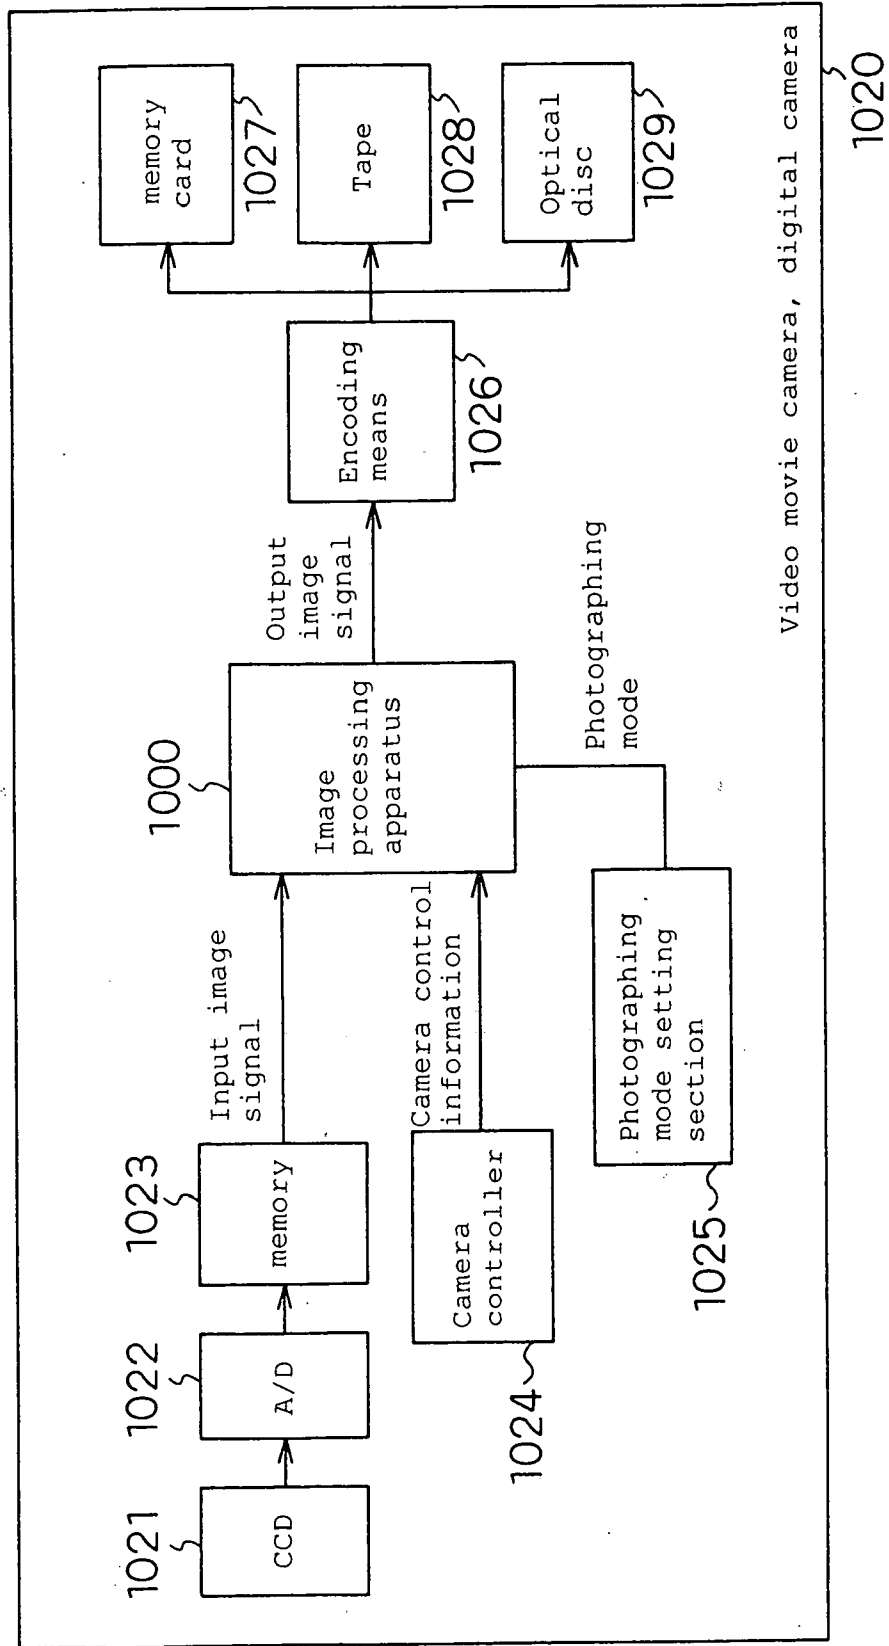 1021
CCD
1022
A/D
1023
memory
Input image
signal
1024
Camera
controller
Camera control
information
1025
Photographing
mode setting
section
Photographing
mode
1000
Image
processing
apparatus
Output
image
signal
Encoding
means
1026
memory
card
1027
Tape
1028
Optical
disc
1029
Video movie camera, digital camera
1020